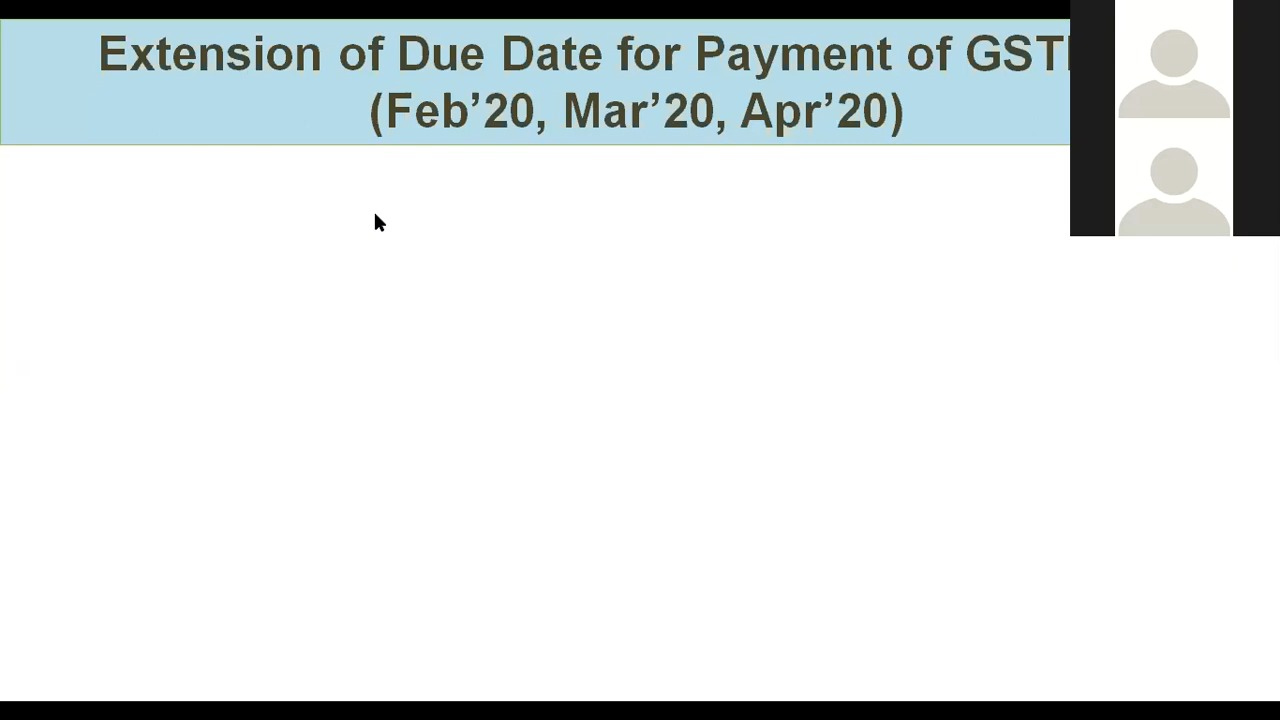 Extension of Due Date for Payment of GST
(Feb’20, Mar’20, Apr’20)